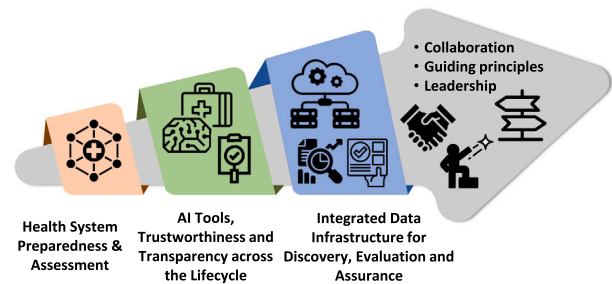 • Collaboration
• Guiding principles
• Leadership
Health System
Preparedness &
Assessment
AI Tools,
Trustworthiness and
Transparency across
the Lifecycle
Integrated Data
Infrastructure for
Discovery, Evaluation and
Assurance